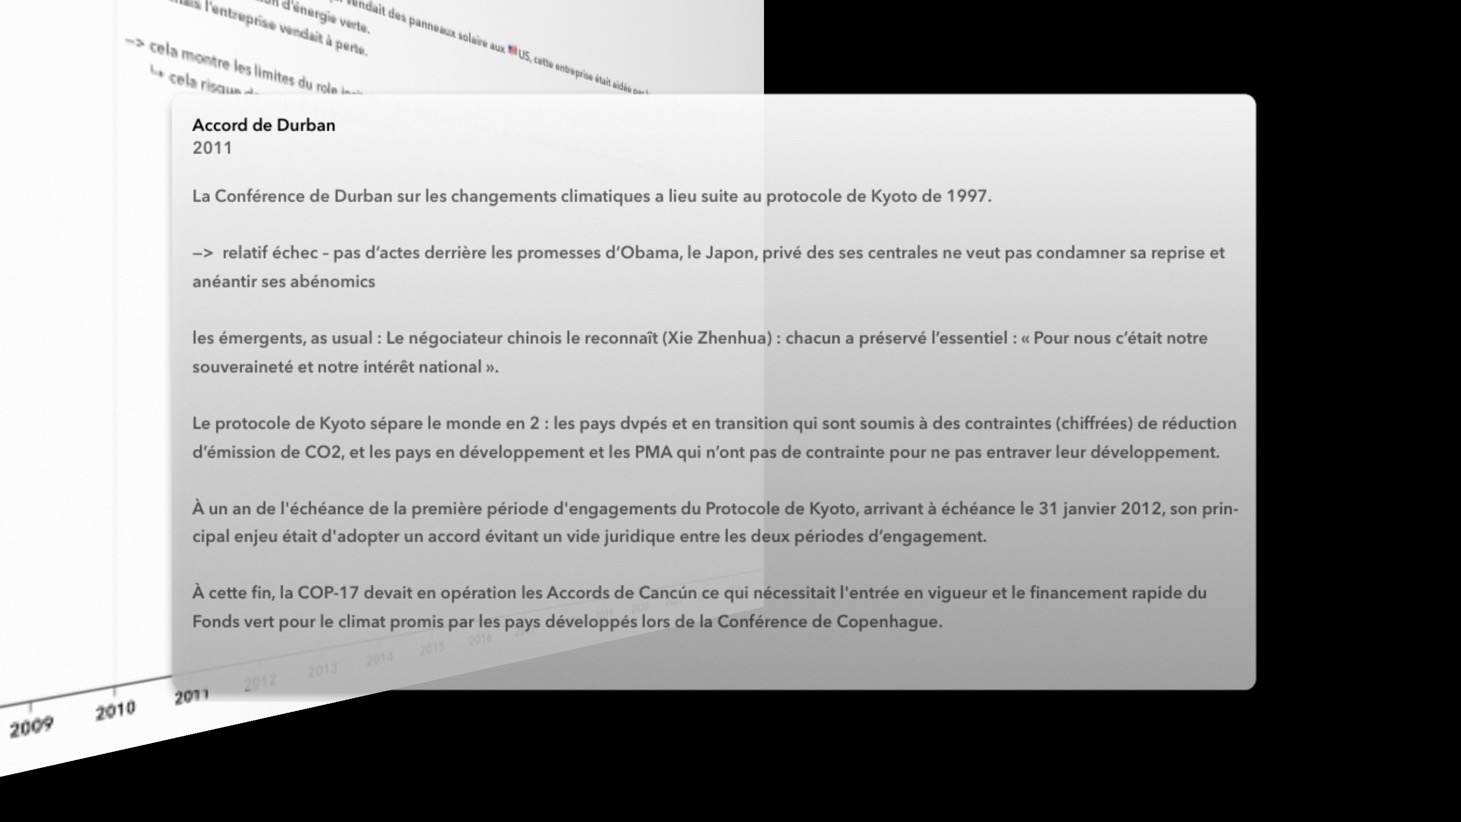 vendait des panneaux solaire aux US, cette entreprise était aidée par
d'énergie verte.
l'entreprise vendait à perte.
—> cela montre les limites du role
↳ cela risque
Accord de Durban
2011
La Conférence de Durban sur les changements climatiques a lieu suite au protocole de Kyoto de 1997.
—> relatif échec – pas d’actes derrière les promesses d’Obama, le Japon, privé des ses centrales ne veut pas condamner sa reprise et
anéantir ses abénomics
les émergents, as usual : Le négociateur chinois le reconnaît (Xie Zhenhua) : chacun a préservé l’essentiel : « Pour nous c’était notre
souveraineté et notre intérêt national ».
Le protocole de Kyoto sépare le monde en 2 : les pays dvpés et en transition qui sont soumis à des contraintes (chiffrées) de réduction
d’émission de CO2, et les pays en développement et les PMA qui n’ont pas de contrainte pour ne pas entraver leur développement.
À un an de l'échéance de la première période d'engagements du Protocole de Kyoto, arrivant à échéance le 31 janvier 2012, son prin-
cipal enjeu était d'adopter un accord évitant un vide juridique entre les deux périodes d’engagement.
À cette fin, la COP-17 devait en opération les Accords de Cancún ce qui nécessitait l'entrée en vigueur et le financement rapide du
Fonds vert pour le climat promis par les pays développés lors de la Conférence de Copenhague.
2009 2010 2011 2012 2013 2014 2015 2016